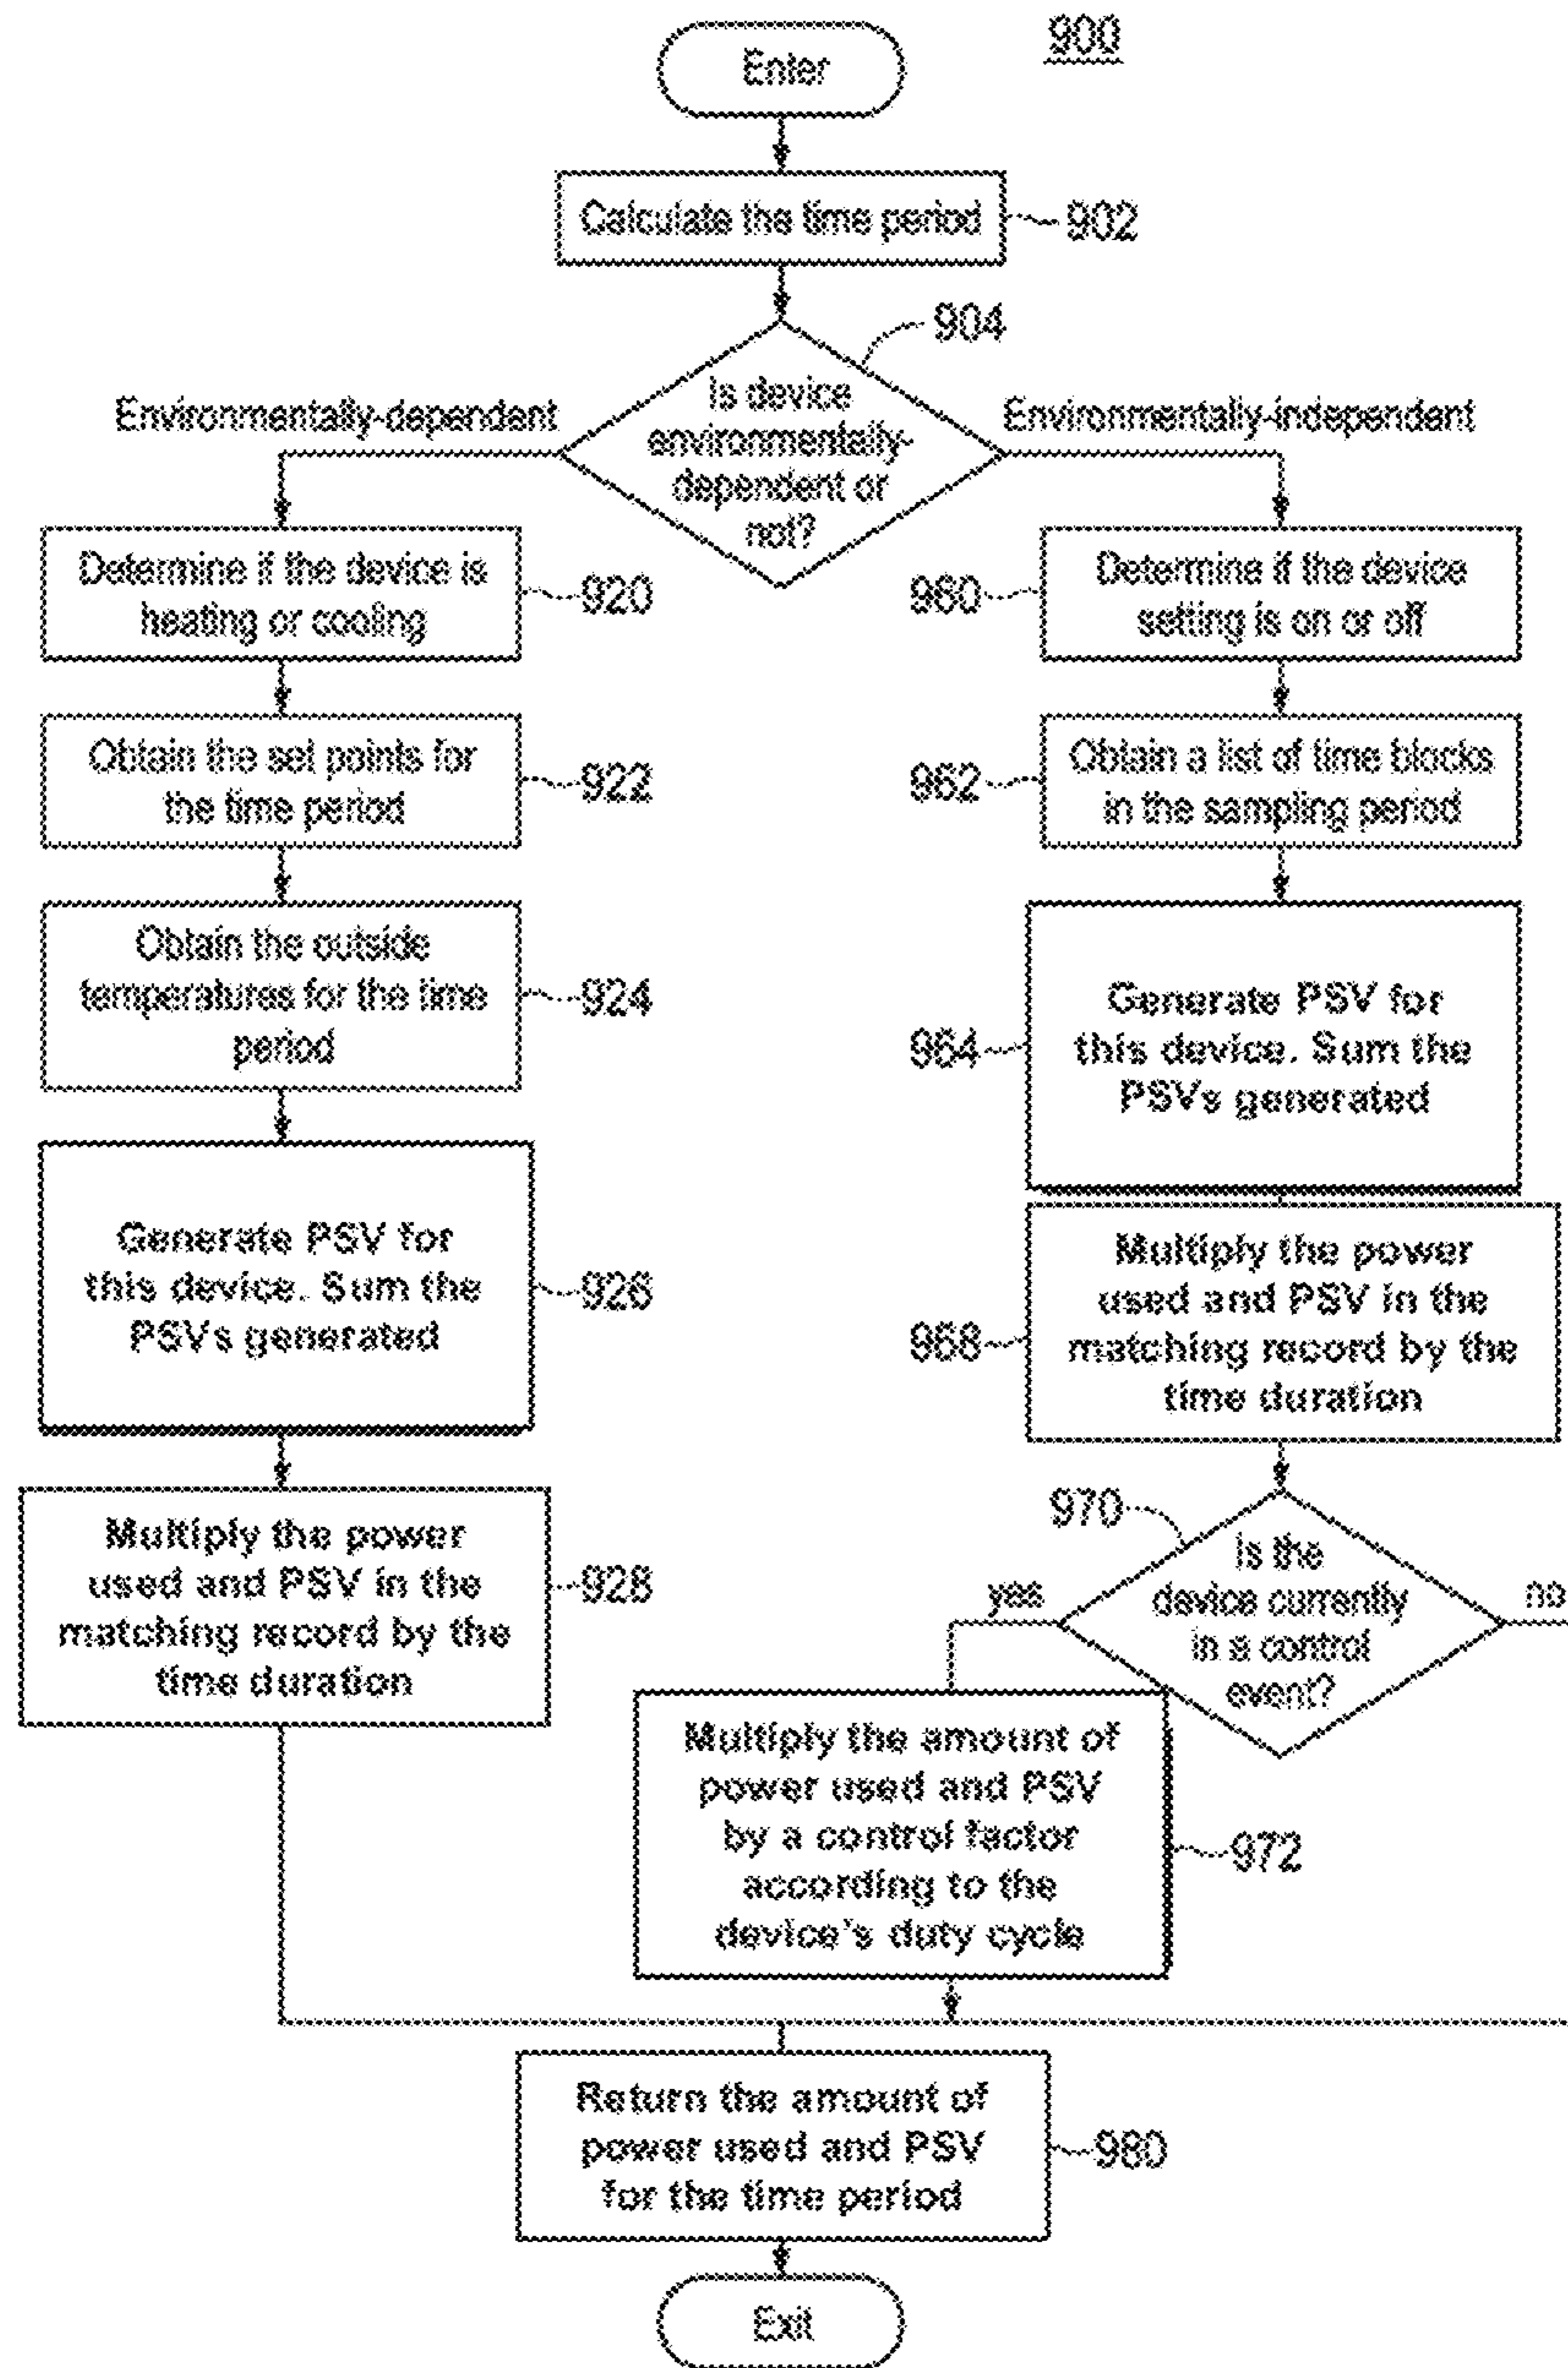 900
Enter
Calculate the time period
902
904
Is device
environmentally-
dependent or
not?
Environmentally-dependent
Environmentally-independent
Determine if the device is
heating or cooling
920
Obtain the set points for
the time period
922
Obtain the outside
temperatures for the time
period
924
Generate PSV for
this device. Sum the
PSVs generated
926
Multiply the power
used and PSV in the
matching record by the
time duration
928
960
Determine if the device
setting is on or off
962
Obtain a list of time blocks
in the sampling period
964
Generate PSV for
this device. Sum the
PSVs generated
968
Multiply the power
used and PSV in the
matching record by the
time duration
970
Is the
device currently
in a control
event?
yes
no
Multiply the amount of
power used and PSV
by a control factor
according to the
device's duty cycle
972
Return the amount of
power used and PSV
for the time period
980
Exit